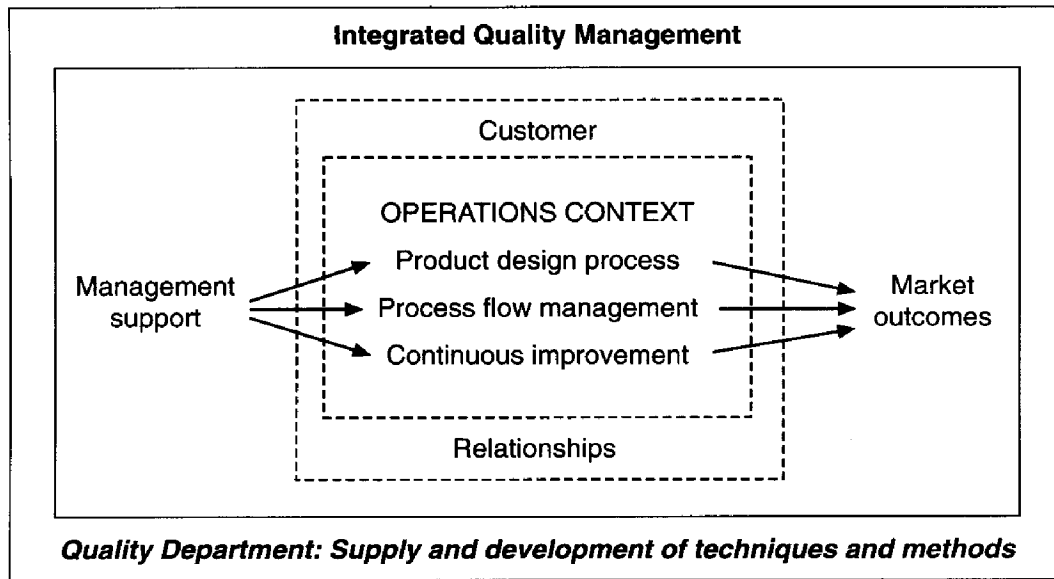 Integrated Quality Management
Customer
OPERATIONS CONTEXT
Product design process
Management
support
Process flow management
Market
outcomes
Continuous improvement
Relationships
Quality Department: Supply and development of techniques and methods